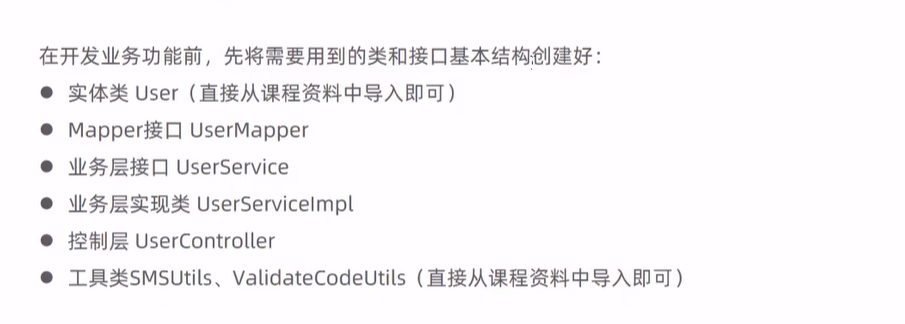 在开发业务功能前，先将需要用到的类和接口基本结构创建好：
● 实体类 User（直接从课程资料中导入即可）
● Mapper接口 UserMapper
● 业务层接口 UserService
● 业务层实现类 UserServiceImpl
● 控制层 UserController
● 工具类SMSUtils、ValidateCodeUtils（直接从课程资料中导入即可）